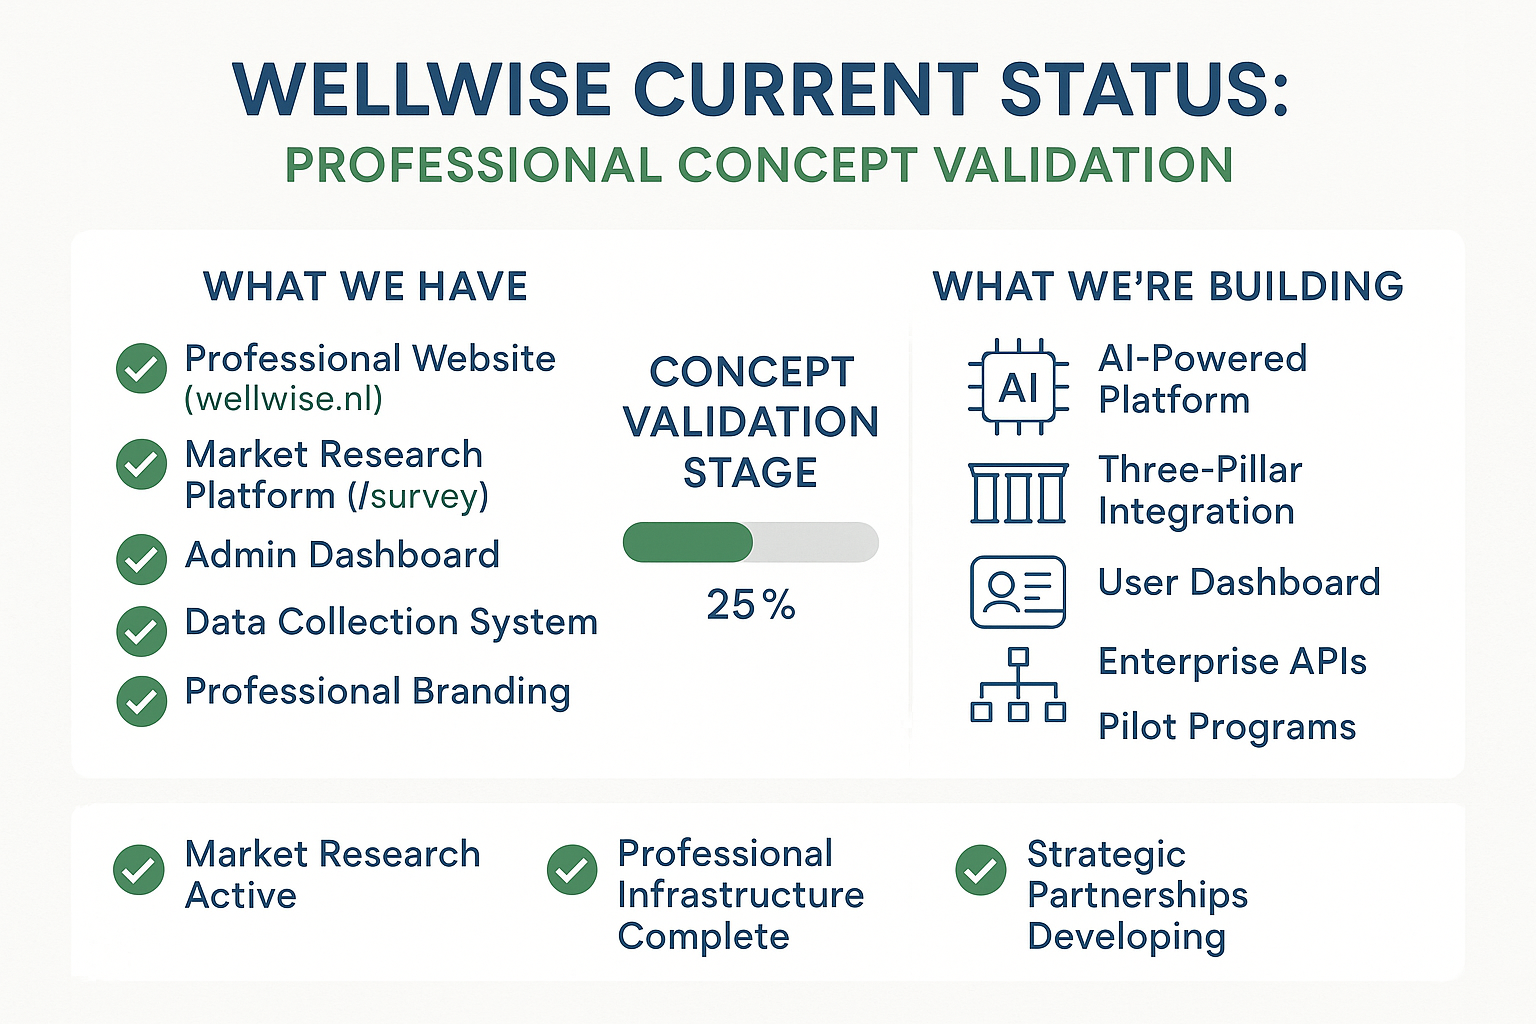 WELLWISE CURRENT STATUS:
PROFESSIONAL CONCEPT VALIDATION
WHAT WE HAVE
Professional Website
(wellwise.nl)
Market Research
Platform (/survey)
Admin Dashboard
Data Collection System
Professional Branding
CONCEPT
VALIDATION
STAGE
25%
WHAT WE’RE BUILDING
AI
AI-Powered
Platform
Three-Pillar
Integration
User Dashboard
Enterprise APIs
Pilot Programs
Market Research
Active
Professional
Infrastructure
Complete
Strategic
Partnerships
Developing